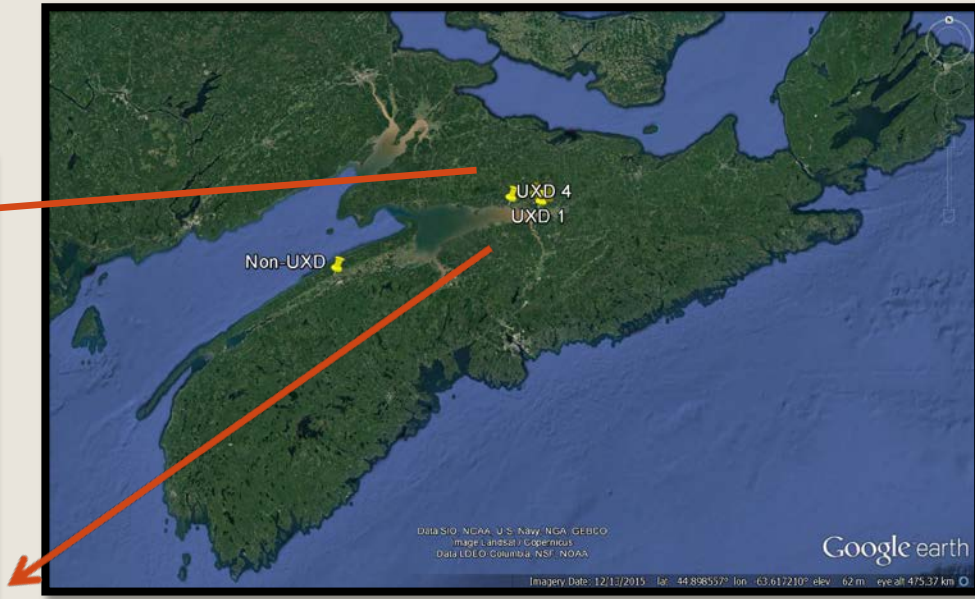 UXD 4
UXD 1
Non-UXD
Data SIO, NOAA, U.S. Navy, NGA, GEBCO
Image Landsat / Copernicus
Data LDEO-Columbia, NSF, NOAA
Google earth
Imagery Date: 12/13/2015 lat 44.898557° lon -63.617210° elev 62 m eye alt 475.37 km